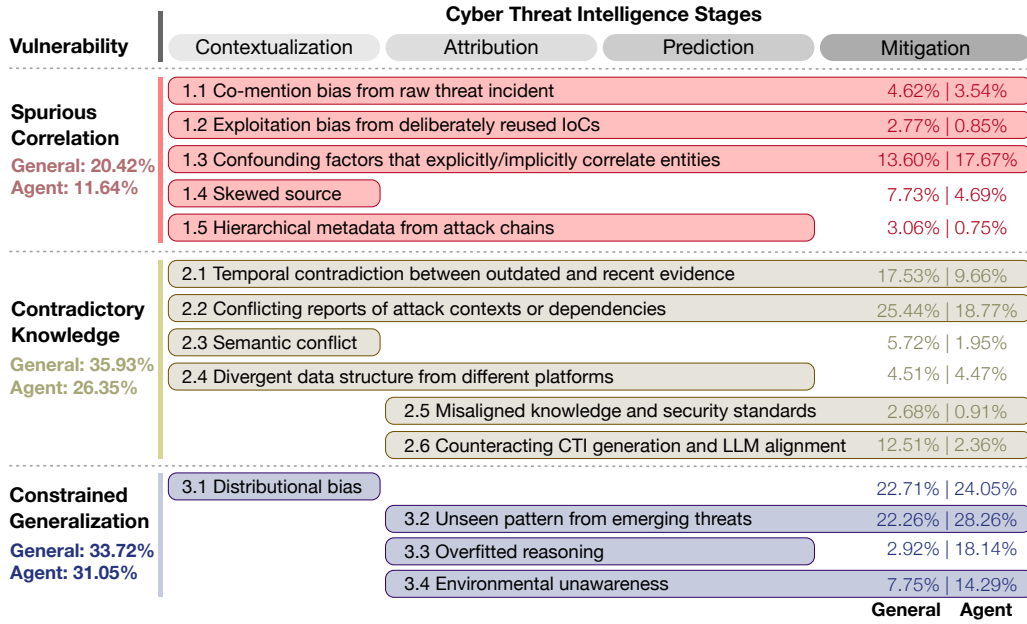 Cyber Threat Intelligence Stages
Vulnerability
Contextualization
Attribution
Prediction
Mitigation
Spurious
Correlation
General: 20.42%
Agent: 11.64%
1.1 Co-mention bias from raw threat incident 4.62% | 3.54%
1.2 Exploitation bias from deliberately reused IoCs 2.77% | 0.85%
1.3 Confounding factors that explicitly/implicitly correlate entities 13.60% | 17.67%
1.4 Skewed source 7.73% | 4.69%
1.5 Hierarchical metadata from attack chains 3.06% | 0.75%
Contradictory
Knowledge
General: 35.93%
Agent: 26.35%
2.1 Temporal contradiction between outdated and recent evidence 17.53% | 9.66%
2.2 Conflicting reports of attack contexts or dependencies 25.44% | 18.77%
2.3 Semantic conflict 5.72% | 1.95%
2.4 Divergent data structure from different platforms 4.51% | 4.47%
2.5 Misaligned knowledge and security standards 2.68% | 0.91%
2.6 Counteracting CTI generation and LLM alignment 12.51% | 2.36%
Constrained
Generalization
General: 33.72%
Agent: 31.05%
3.1 Distributional bias 22.71% | 24.05%
3.2 Unseen pattern from emerging threats 22.26% | 28.26%
3.3 Overfitted reasoning 2.92% | 18.14%
3.4 Environmental unawareness 7.75% | 14.29%
General Agent